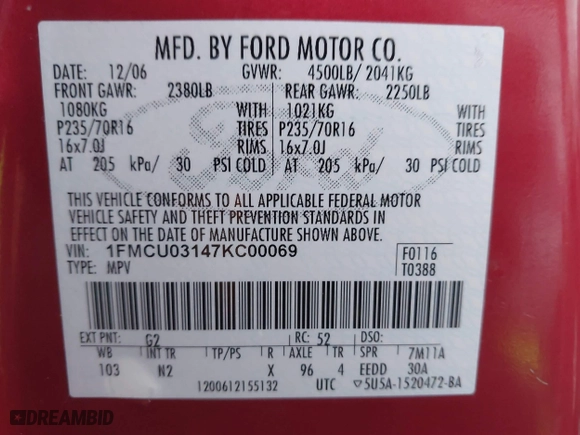 MFD. BY FORD MOTOR CO.
DATE: 12/06 GVWR: 4500LB/ 2041KG
FRONT GAWR: 2380LB REAR GAWR: 2250LB
1080KG WITH 1021KG WITH
P235/70R16 TIRES P235/70R16 TIRES
16x7.0J RIMS 16x7.0J RIMS
AT 205 kPa/ 30 PSI COLD AT 205 kPa/ 30 PSI COLD
THIS VEHICLE CONFORMS TO ALL APPLICABLE FEDERAL MOTOR
VEHICLE SAFETY AND THEFT PREVENTION STANDARDS IN
EFFECT ON THE DATE OF MANUFACTURE SHOWN ABOVE.
VIN: 1FMCU03147KC00069 F0116
TYPE: MPV T0388
EXT PNT: G2 RC: 52 DSO:
WB INT TR TP/PS R AXLE TR SPR 7M11A
103 N2 X 96 4 EEDD 30A
1200612155132 UTC ▽5U5A-1520472-BA
Ford
DREAMBID